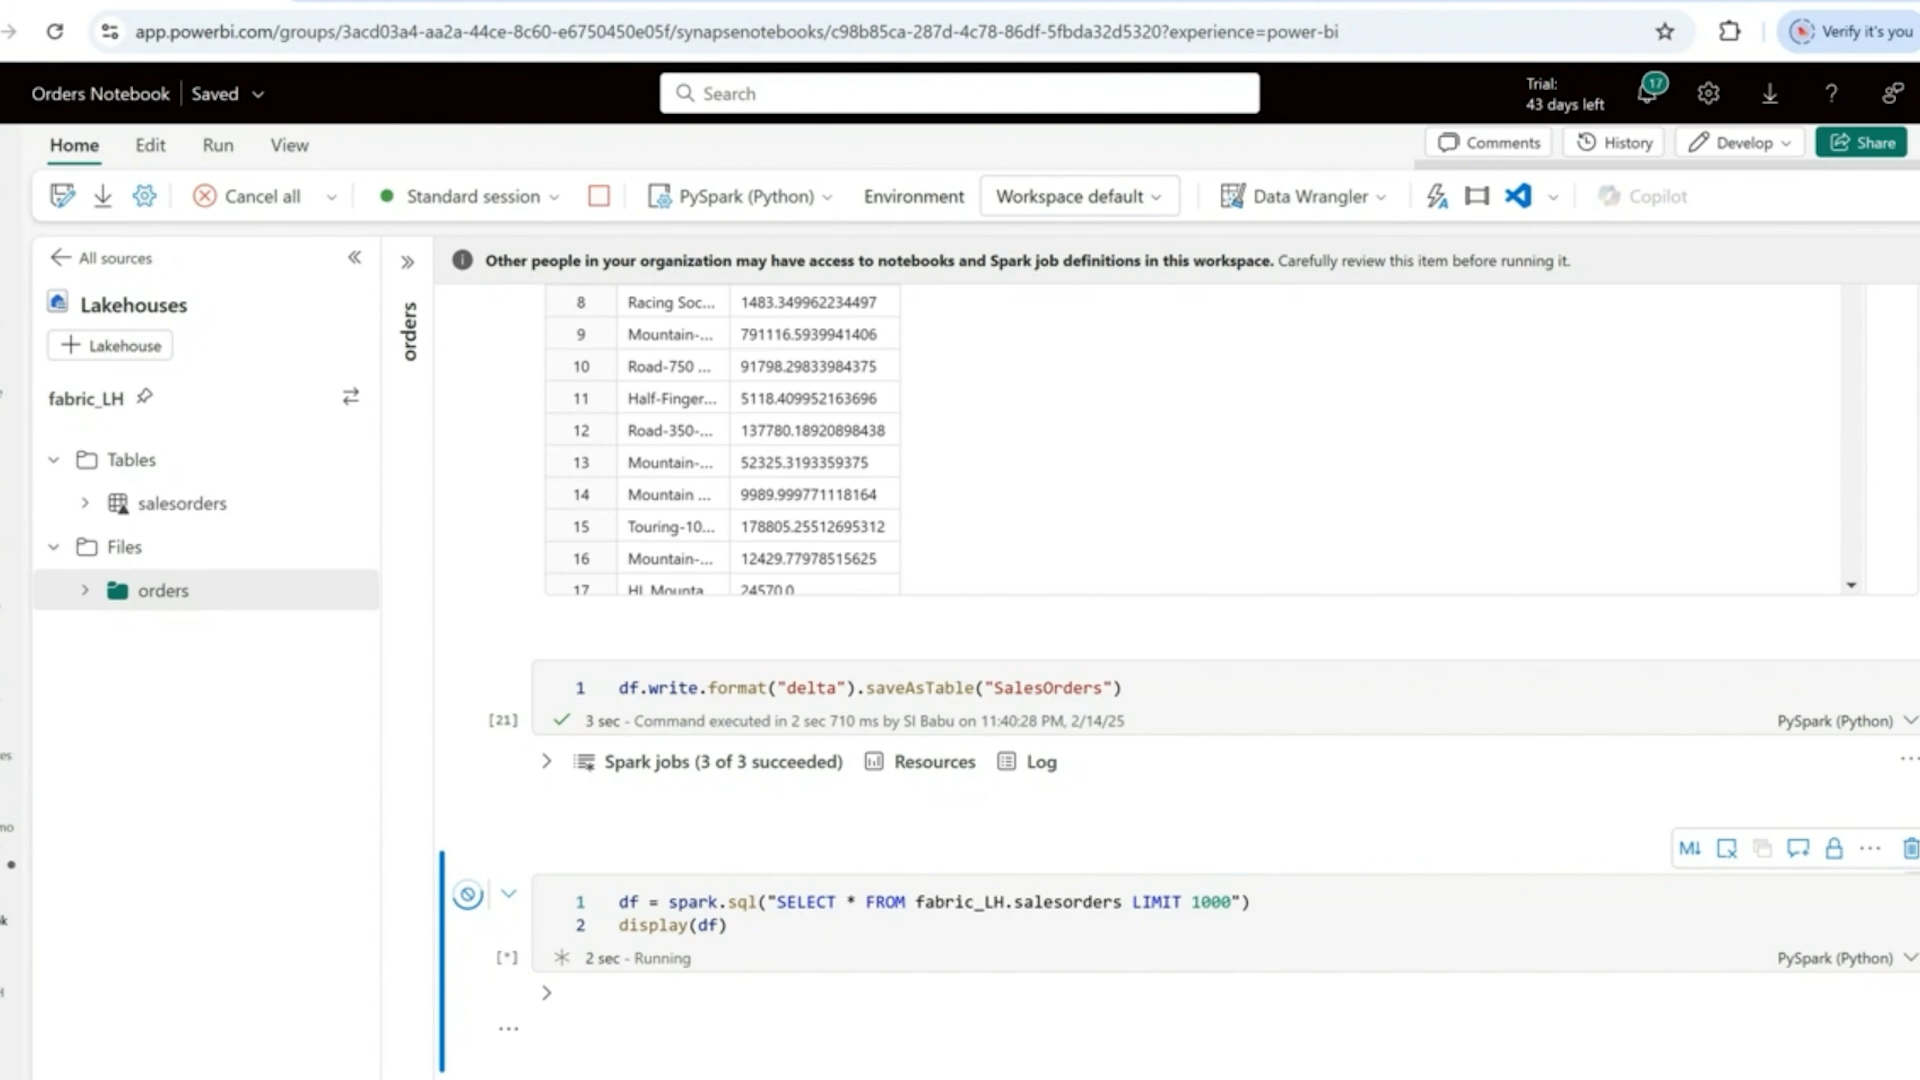 app.powerbi.com/groups/3acd03a4-aa2a-44ce-8c60-e6750450e05f/synapsenotebooks/c98b85ca-287d-4c78-86df-5fbda32d5320?experience=power-bi
Verify it's you
Orders Notebook
Saved
Search
Trial:
43 days left
17
Home Edit Run View
Comments History Develop Share
Cancel all Standard session PySpark (Python) Environment Workspace default Data Wrangler Copilot
All sources
Lakehouses
Lakehouse
fabric_LH
Tables
salesorders
Files
orders
orders
Other people in your organization may have access to notebooks and Spark job definitions in this workspace. Carefully review this item before running it.
8 Racing Soc... 1483.349962234497
9 Mountain-... 791116.5939941406
10 Road-750 ... 91798.29833984375
11 Half-Finger... 5118.409952163696
12 Road-350-... 137780.18920898438
13 Mountain-... 52325.3193359375
14 Mountain ... 9989.999771118164
15 Touring-10... 178805.25512695312
16 Mountain-... 12429.77978515625
17 HL Mounta 24570.0
1 df.write.format("delta").saveAsTable("SalesOrders")
[21] 3 sec - Command executed in 2 sec 710 ms by SI Babu on 11:40:28 PM, 2/14/25 PySpark (Python)
Spark jobs (3 of 3 succeeded) Resources Log
...
M↓ ...
1 df = spark.sql("SELECT * FROM fabric_LH.salesorders LIMIT 1000")
2 display(df)
[*] 2 sec - Running PySpark (Python)
...